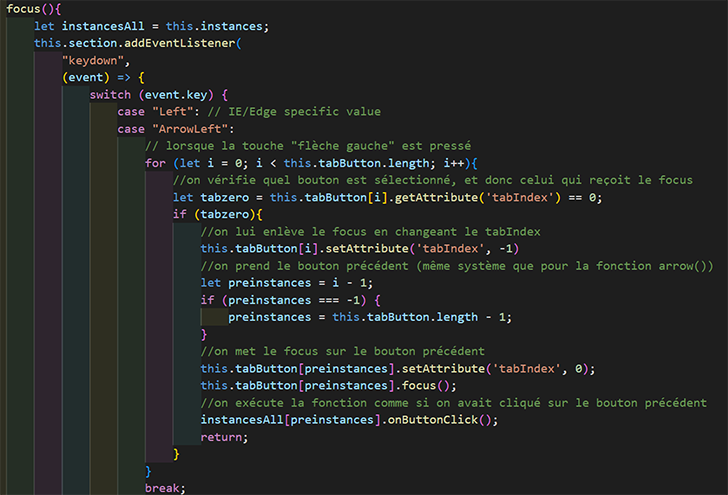 focus(){
let instancesAll = this.instances;
this.section.addEventListener(
"keydown",
(event) => {
switch (event.key) {
case "Left": // IE/Edge specific value
case "ArrowLeft":
// lorsque la touche "flèche gauche" est pressé
for (let i = 0; i < this.tabButton.length; i++){
//on vérifie quel bouton est sélectionné, et donc celui qui reçoit le focus
let tabzero = this.tabButton[i].getAttribute('tabIndex') == 0;
if (tabzero){
//on lui enlève le focus en changeant le tabIndex
this.tabButton[i].setAttribute('tabIndex', -1)
//on prend le bouton précédent (même système que pour la fonction arrow())
let preinstances = i - 1;
if (preinstances === -1) {
preinstances = this.tabButton.length - 1;
}
//on met le focus sur le bouton précédent
this.tabButton[preinstances].setAttribute('tabIndex', 0);
this.tabButton[preinstances].focus();
//on exécute la fonction comme si on avait cliqué sur le bouton précédent
instancesAll[preinstances].onButtonClick();
return;
}
}
break;